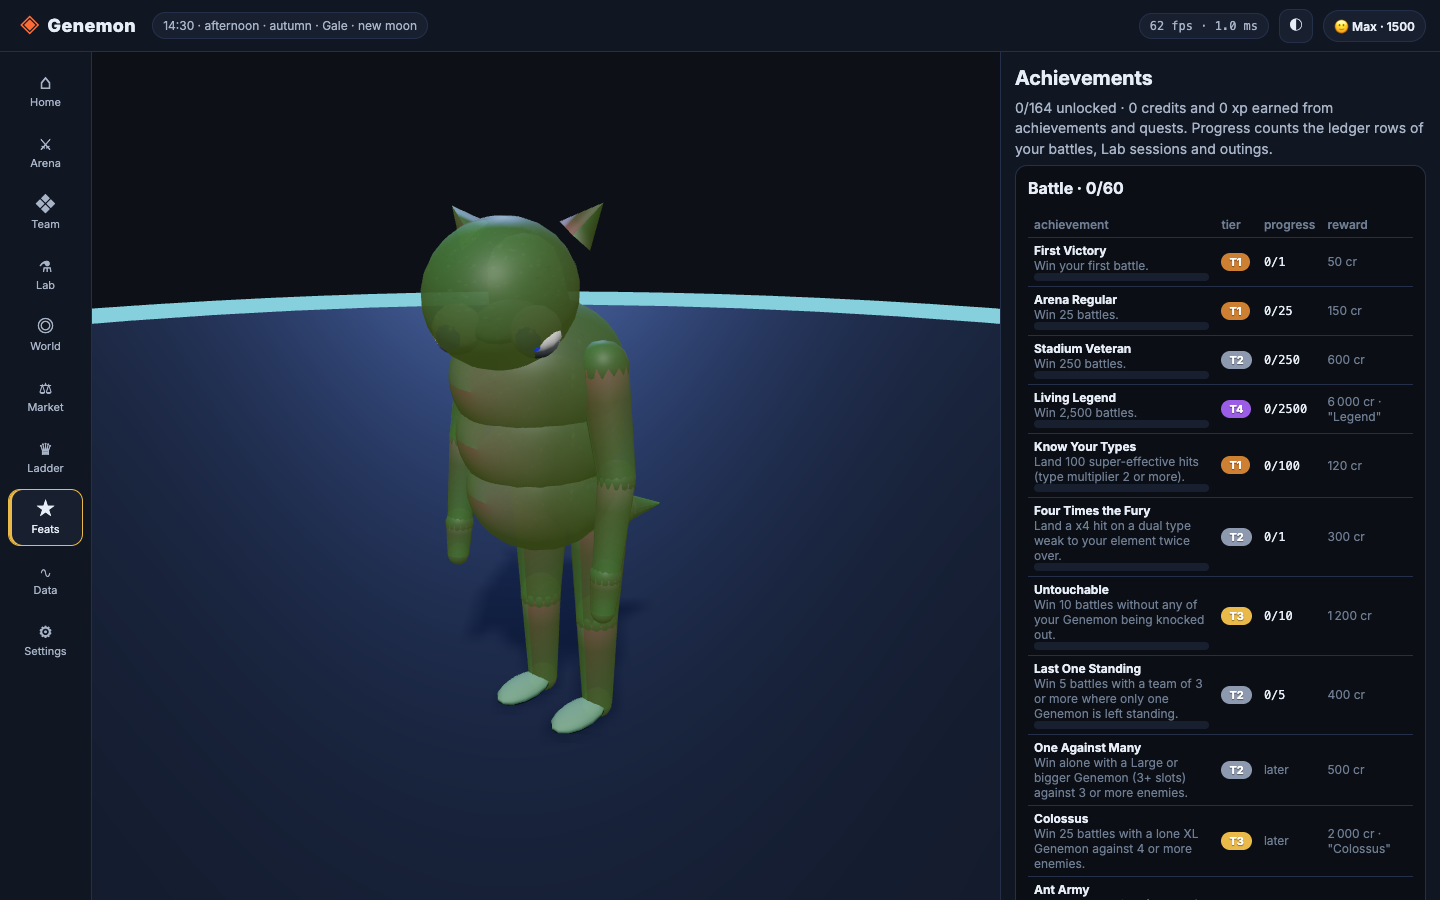 Genemon
14:30 · afternoon · autumn · Gale · new moon
62 fps · 1.0 ms
Max · 1500
Home
Arena
Team
Lab
World
Market
Ladder
Feats
Data
Settings
Achievements
0/164 unlocked · 0 credits and 0 xp earned from
achievements and quests. Progress counts the ledger rows of
your battles, Lab sessions and outings.
Battle · 0/60
achievement tier progress reward
First Victory
Win your first battle.
T1 0/1 50 cr
Arena Regular
Win 25 battles.
T1 0/25 150 cr
Stadium Veteran
Win 250 battles.
T2 0/250 600 cr
Living Legend
Win 2,500 battles.
T4 0/2500 6 000 cr ·
"Legend"
Know Your Types
Land 100 super-effective hits
(type multiplier 2 or more).
T1 0/100 120 cr
Four Times the Fury
Land a x4 hit on a dual type
weak to your element twice
over.
T2 0/1 300 cr
Untouchable
Win 10 battles without any of
your Genemon being knocked
out.
T3 0/10 1 200 cr
Last One Standing
Win 5 battles with a team of 3
or more where only one
Genemon is left standing.
T2 0/5 400 cr
One Against Many
Win alone with a Large or
bigger Genemon (3+ slots)
against 3 or more enemies.
T2 later 500 cr
Colossus
Win 25 battles with a lone XL
Genemon against 4 or more
enemies.
T3 later 2 000 cr ·
"Colossus"
Ant Army